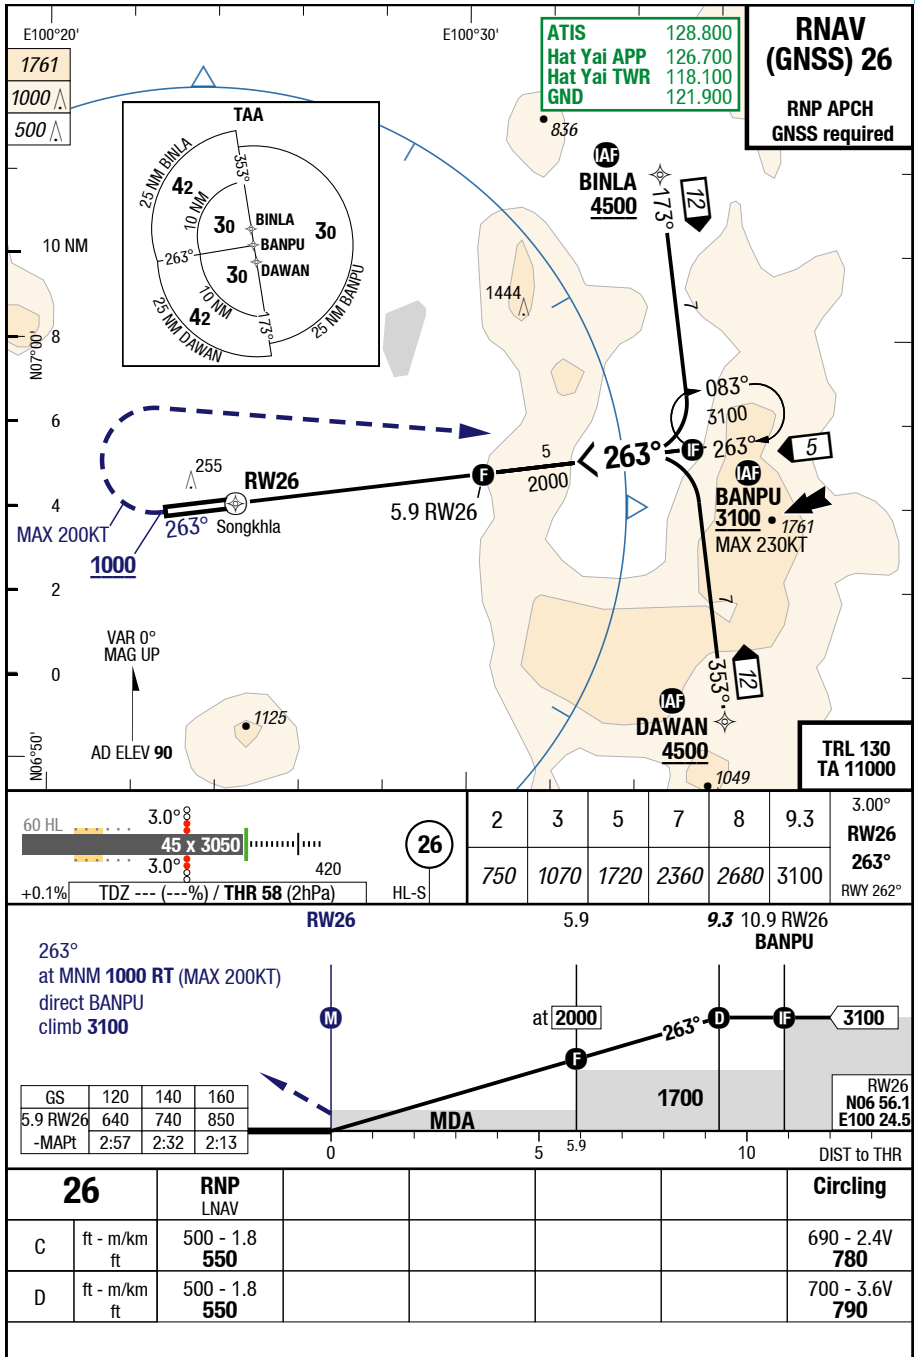 E100°20'
E100°30'
ATIS 128.800
Hat Yai APP 126.700
Hat Yai TWR 118.100
GND 121.900
RNAV
(GNSS) 26
RNP APCH
GNSS required
1761
1000
500
TAA
25 NM BINLA
353°
42
10 NM
30
BINLA
30
BANPU
263°
DAWAN
30
10 NM
42
173°
25 NM BANPU
25 NM DAWAN
836
IAF
BINLA
4500
173°
12
10 NM
1444
7
8
N07°00'
6
083°
3100
263°
IF
263°
5
5
2000
F
5.9 RW26
255
RW26
Songkhla
IAF
BANPU
3100
MAX 230KT
1761
4
MAX 200KT
263°
1000
2
7
VAR 0°
MAG UP
0
353°
12
IAF
DAWAN
4500
1125
AD ELEV 90
N06°50'
1049
TRL 130
TA 11000
60 HL
3.0°
45 x 3050
3.0°
420
+0.1%
TDZ --- (---%) / THR 58 (2hPa)
26
HL-S
2 3 5 7 8 9.3
750 1070 1720 2360 2680 3100
3.00°
RW26
263°
RWY 262°
RW26
5.9
9.3 10.9 RW26
BANPU
263°
at MNM 1000 RT (MAX 200KT)
direct BANPU
climb 3100
M
at 2000
263°
D
IF
3100
F
1700
MDA
RW26
N06 56.1
E100 24.5
GS 120 140 160
5.9 RW26 640 740 850
-MAPt 2:57 2:32 2:13
0
5
5.9
10
DIST to THR
26 RNP Circling
LNAV
C ft - m/km 500 - 1.8 690 - 2.4V
ft 550 780
D ft - m/km 500 - 1.8 700 - 3.6V
ft 550 790